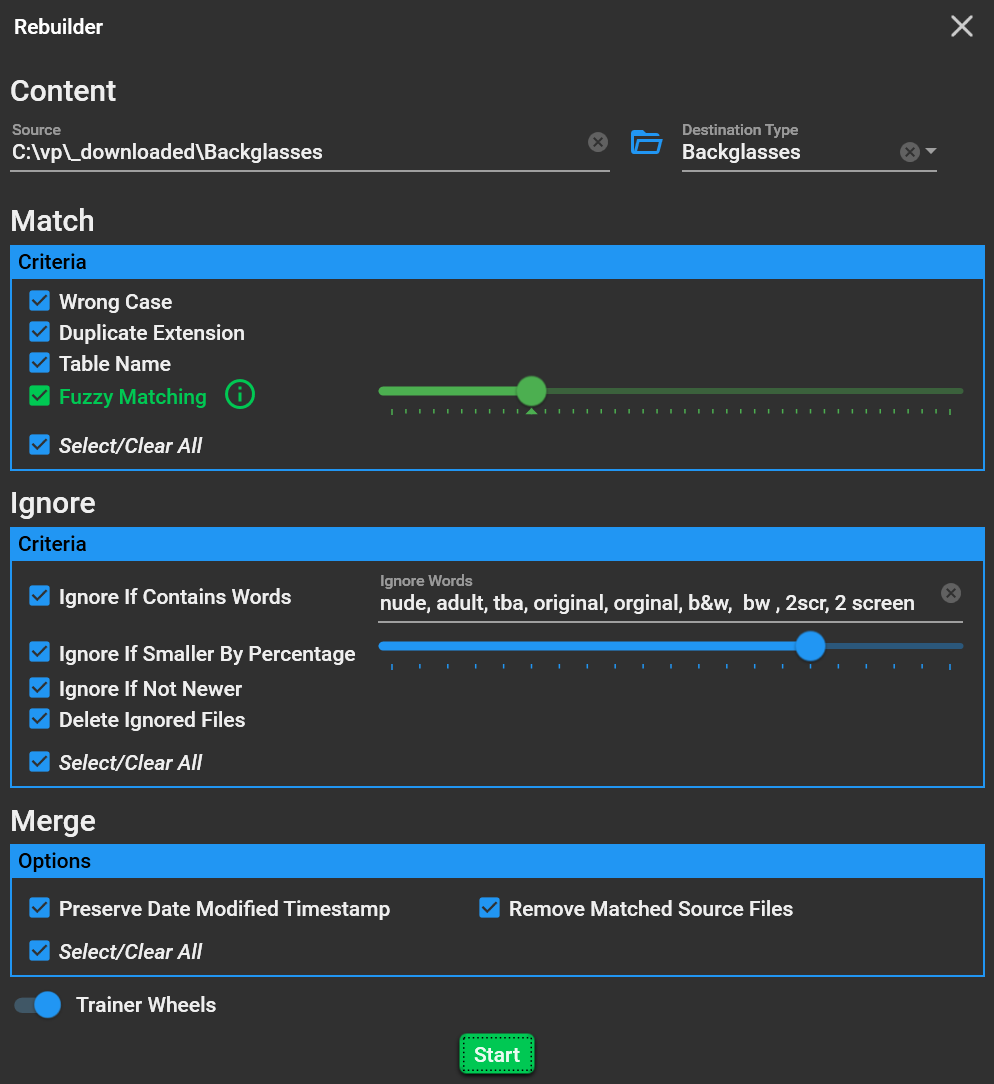 Rebuilder
Content
Source
C:\vp\_downloaded\Backglasses
Destination Type
Backglasses
Match
Criteria
Wrong Case
Duplicate Extension
Table Name
Fuzzy Matching
Select/Clear All
Ignore
Criteria
Ignore If Contains Words
Ignore Words
nude, adult, tba, original, orginal, b&w,  bw , 2scr, 2 screen
Ignore If Smaller By Percentage
Ignore If Not Newer
Delete Ignored Files
Select/Clear All
Merge
Options
Preserve Date Modified Timestamp
Remove Matched Source Files
Select/Clear All
Trainer Wheels
Start